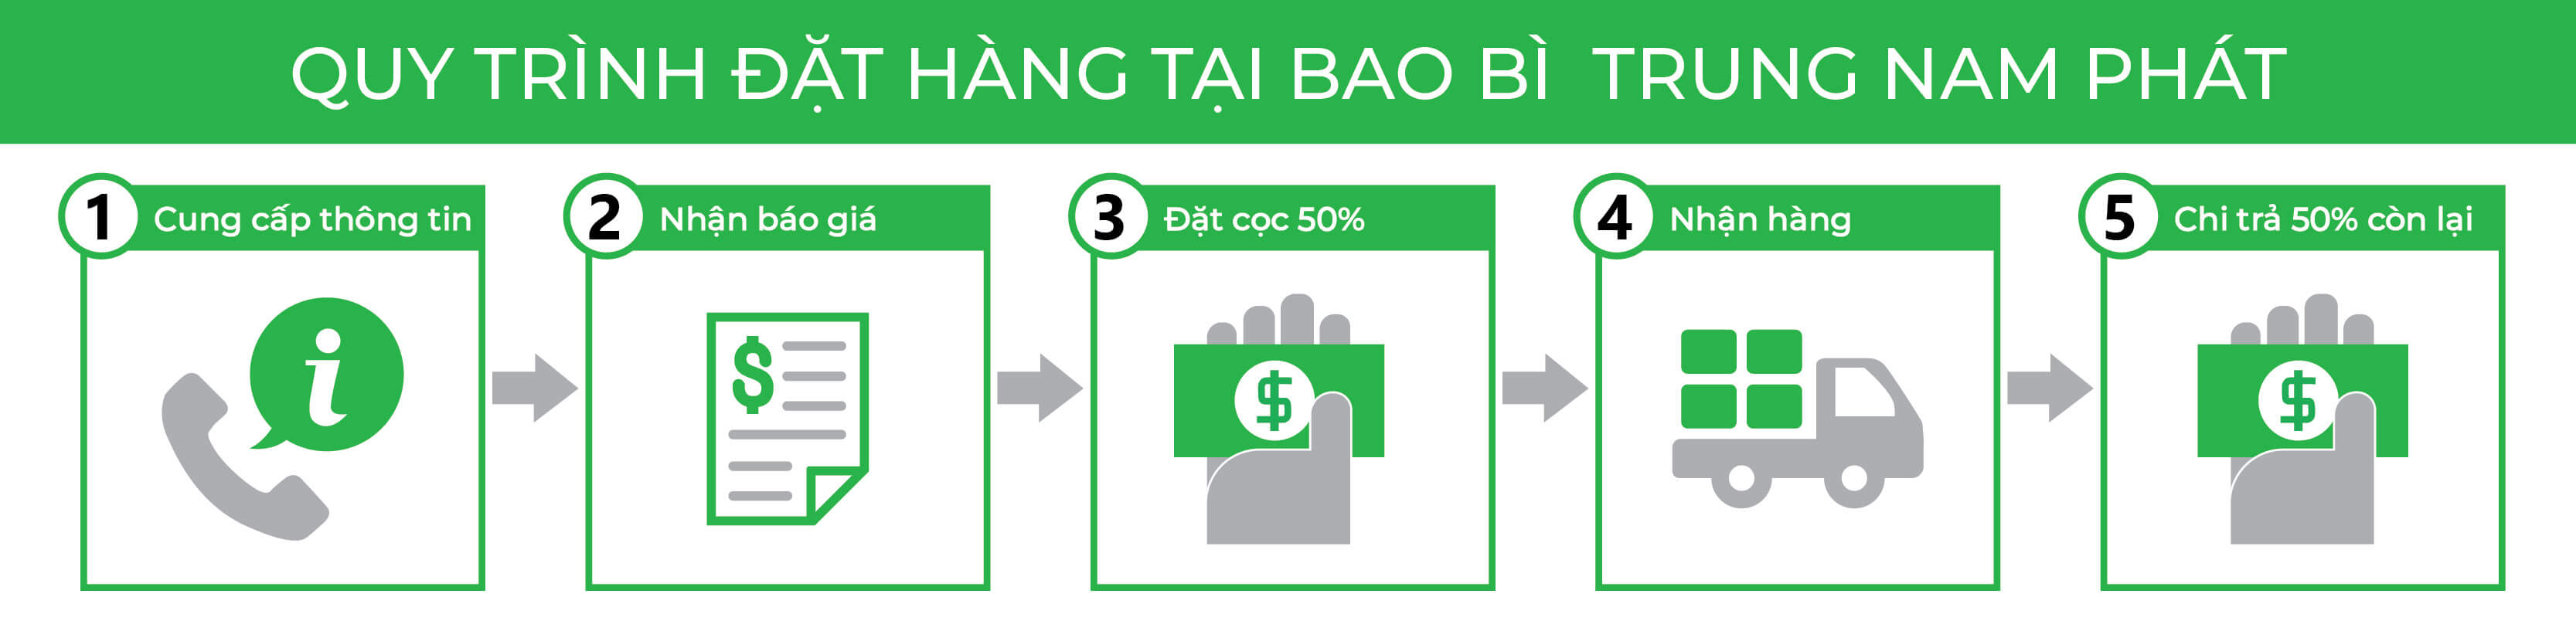 QUY TRÌNH ĐẶT HÀNG TẠI BAO BÌ TRUNG NAM PHÁT
1 Cung cấp thông tin
2 Nhận báo giá
3 Đặt cọc 50%
4 Nhận hàng
5 Chi trả 50% còn lại
i
$
$
$